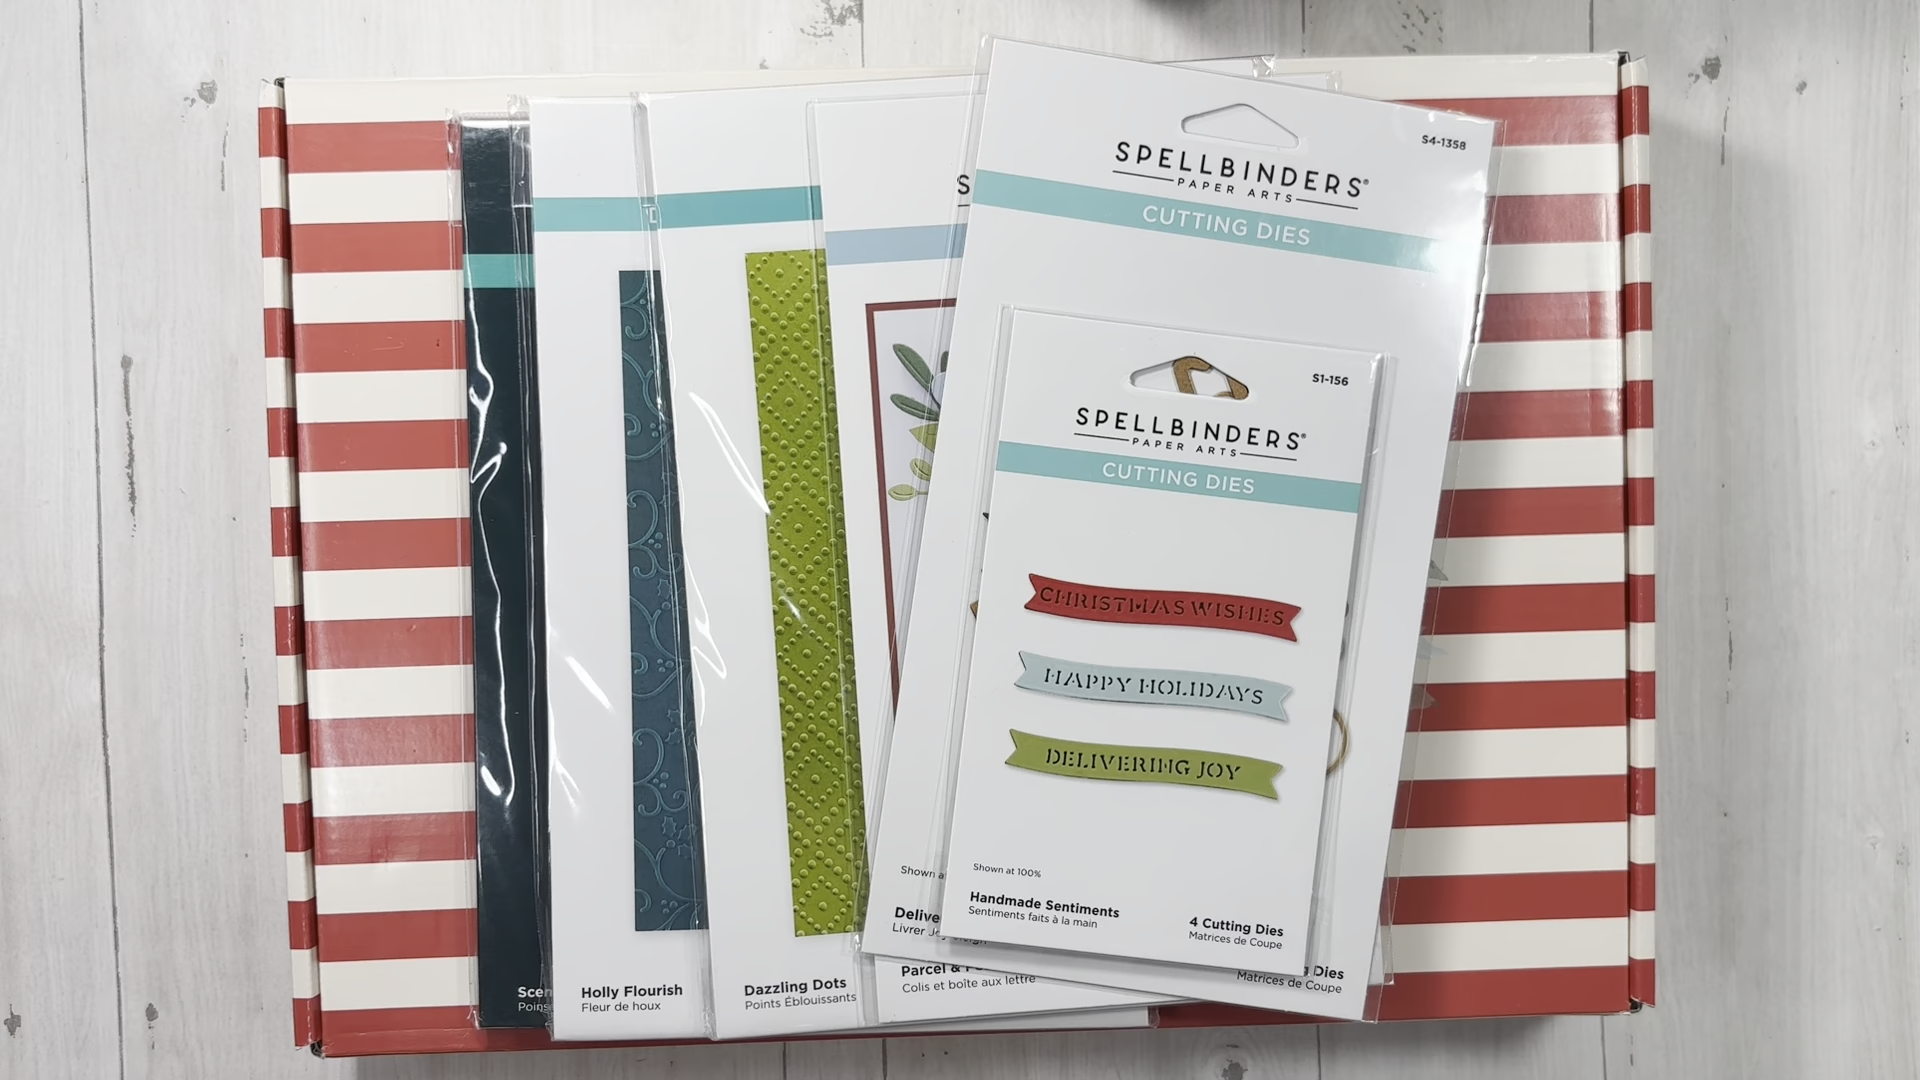 S4-1358
SPELLBINDERS®
PAPER ARTS
CUTTING DIES
S1-156
SPELLBINDERS®
PAPER ARTS
CUTTING DIES
CHRISTMAS WISHES
HAPPY HOLIDAYS
DELIVERING JOY
Shown at 100%
Handmade Sentiments
Sentiments faits à la main
4 Cutting Dies
Matrices de Coupe
Shown a
Delive
Livrer
Dies
Matrices de Coupe
Parcel &
Colis et boîte aux lettre
Dazzling Dots
Points Éblouissants
Holly Flourish
Fleur de houx
Scen
Poins
S